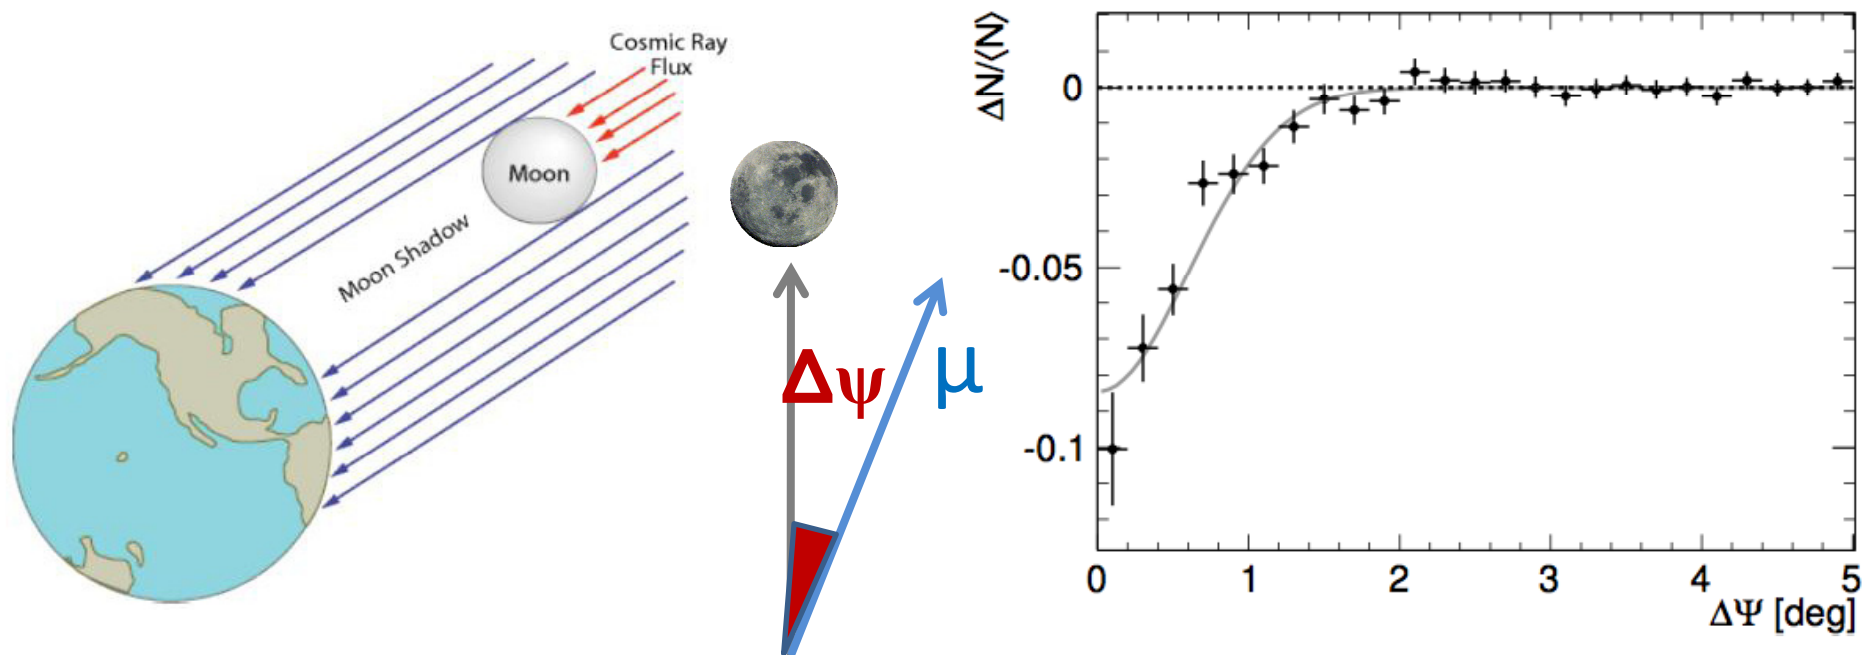 Cosmic Ray
Flux
Moon
Moon Shadow
Δψ
μ
ΔN/⟨N⟩
0
-0.05
-0.1
0 1 2 3 4 5
ΔΨ [deg]